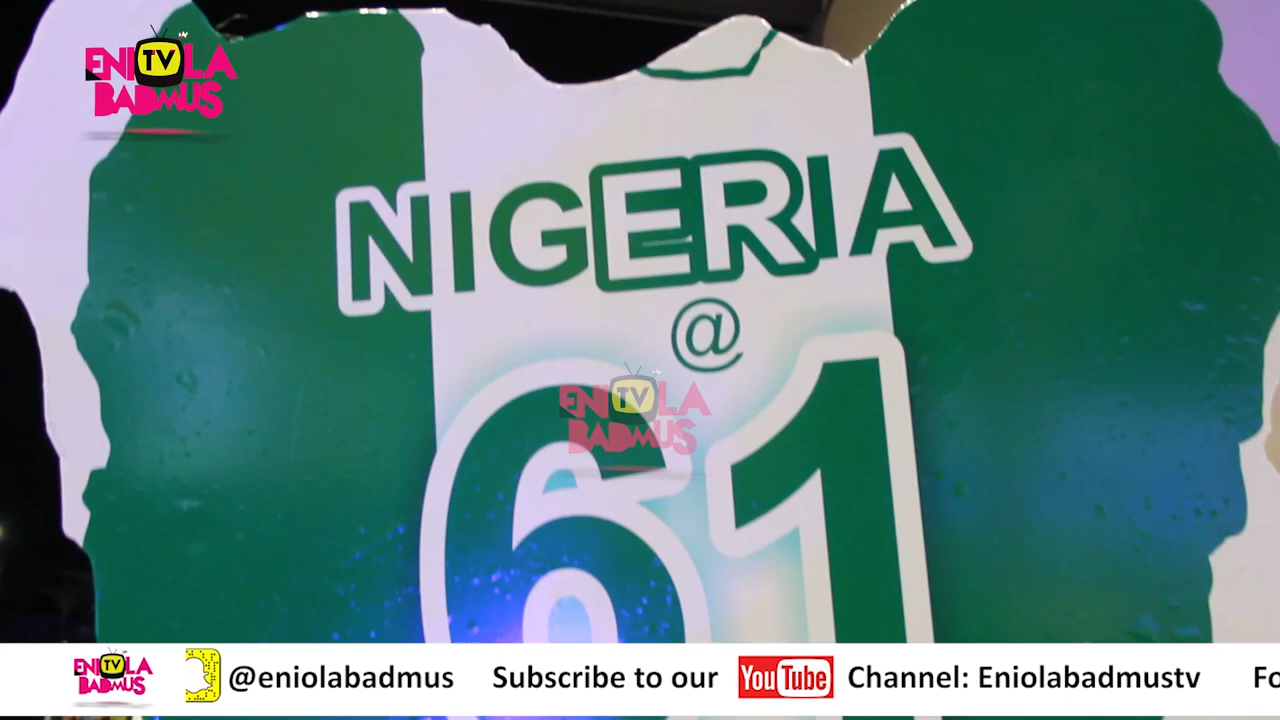 ENIOLA
TV
BADMUS
NIGERIA
@
61
ENIOLA
TV
BADMUS
ENIOLA
TV
BADMUS
@eniolabadmus Subscribe to our YouTube Channel: Eniolabadmustv